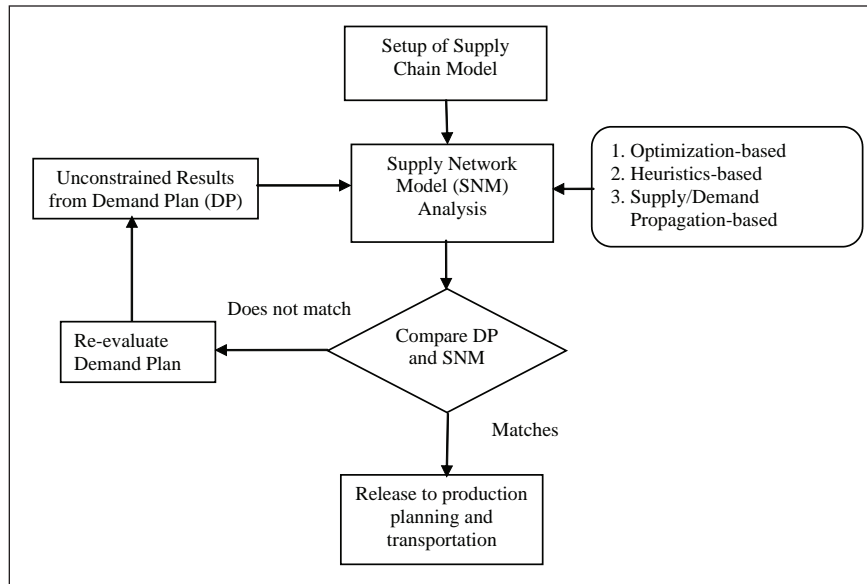 Setup of Supply
Chain Model
Unconstrained Results
from Demand Plan (DP)
Supply Network
Model (SNM)
Analysis
1. Optimization-based
2. Heuristics-based
3. Supply/Demand
Propagation-based
Does not match
Re-evaluate
Demand Plan
Compare DP
and SNM
Matches
Release to production
planning and
transportation